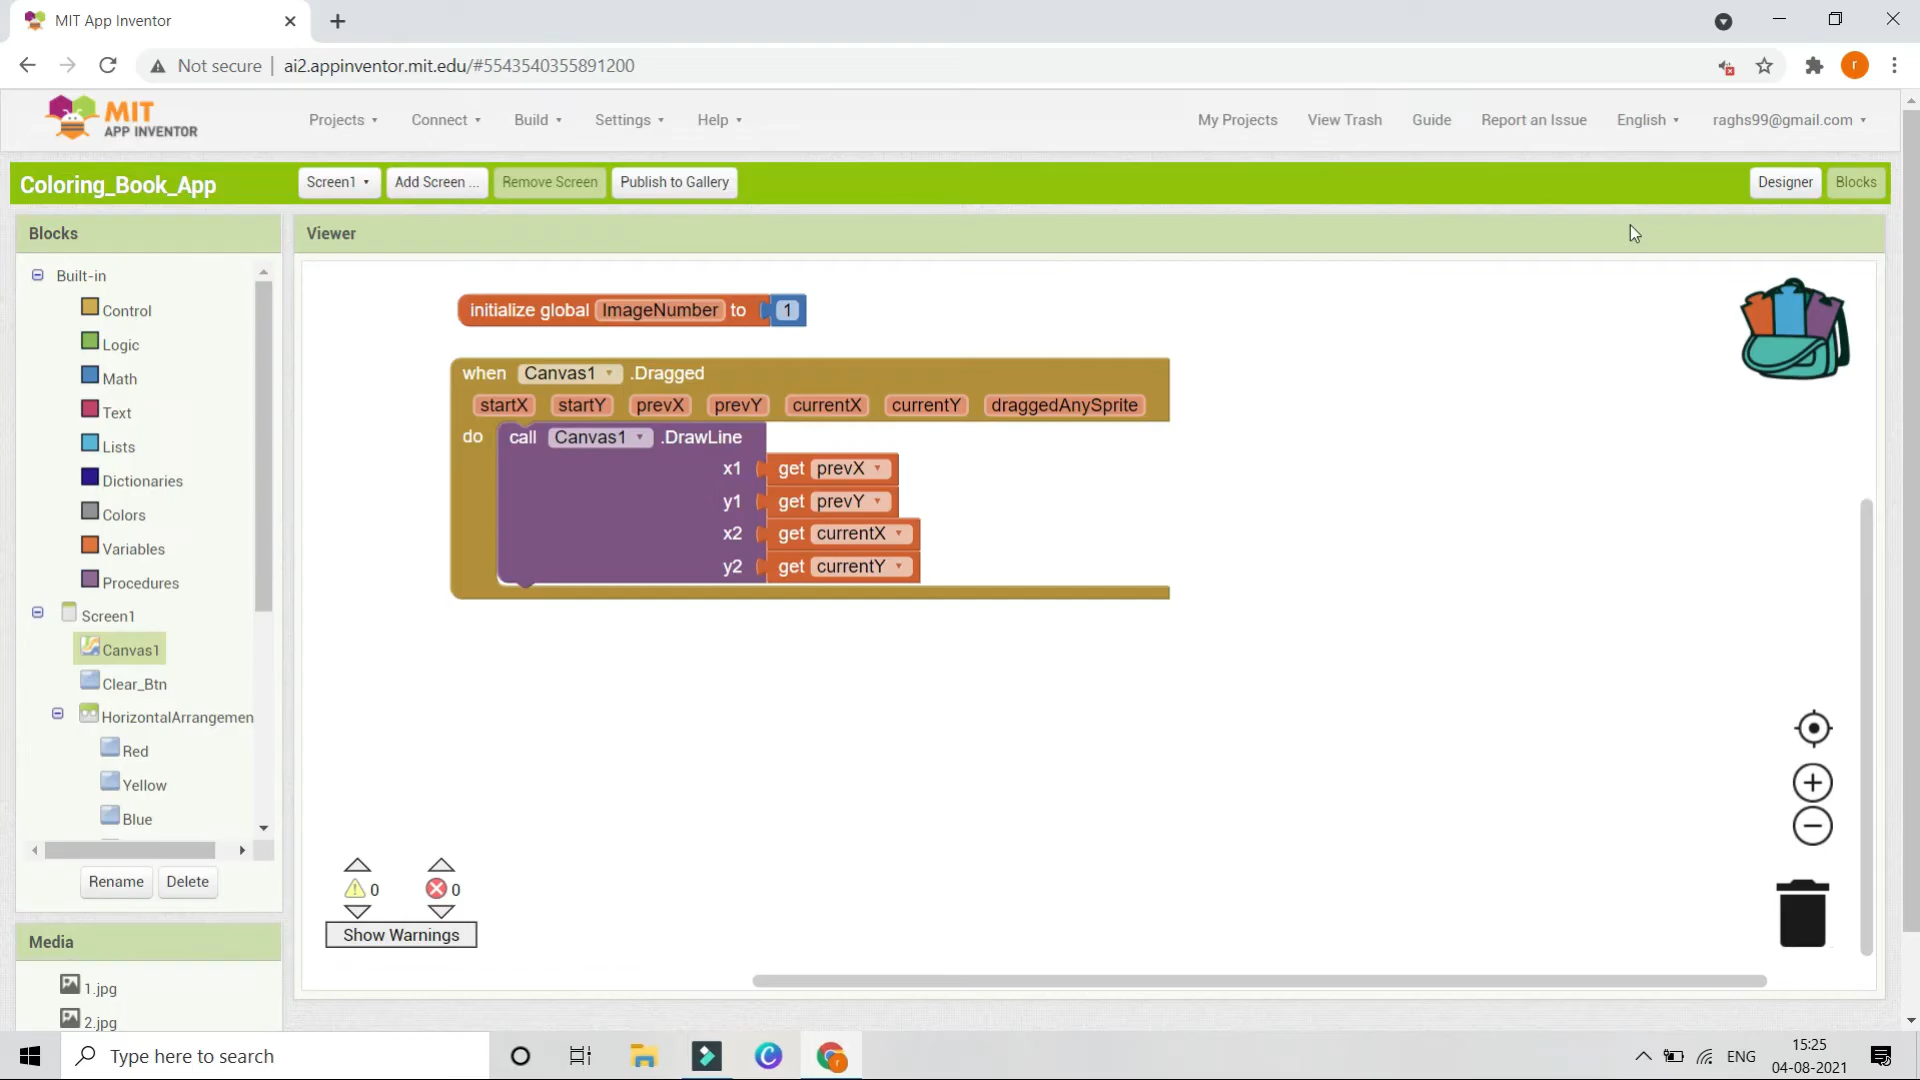 MIT App Inventor
Not secure
ai2.appinventor.mit.edu/#5543540355891200
r
MIT
APP INVENTOR
Projects
Connect
Build
Settings
Help
My Projects
View Trash
Guide
Report an Issue
English
raghs99@gmail.com
Coloring_Book_App
Screen1
Add Screen ...
Remove Screen
Publish to Gallery
Designer
Blocks
Blocks
Built-in
Control
Logic
Math
Text
Lists
Dictionaries
Colors
Variables
Procedures
Screen1
Canvas1
Clear_Btn
HorizontalArrangemen
Red
Yellow
Blue
Rename
Delete
Media
1.jpg
2.jpg
Viewer
initialize global ImageNumber to 1
when Canvas1 .Dragged
startX startY prevX prevY currentX currentY draggedAnySprite
do call Canvas1 .DrawLine
x1 get prevX
y1 get prevY
x2 get currentX
y2 get currentY
0 0
Show Warnings
Type here to search
ENG
15:25
04-08-2021